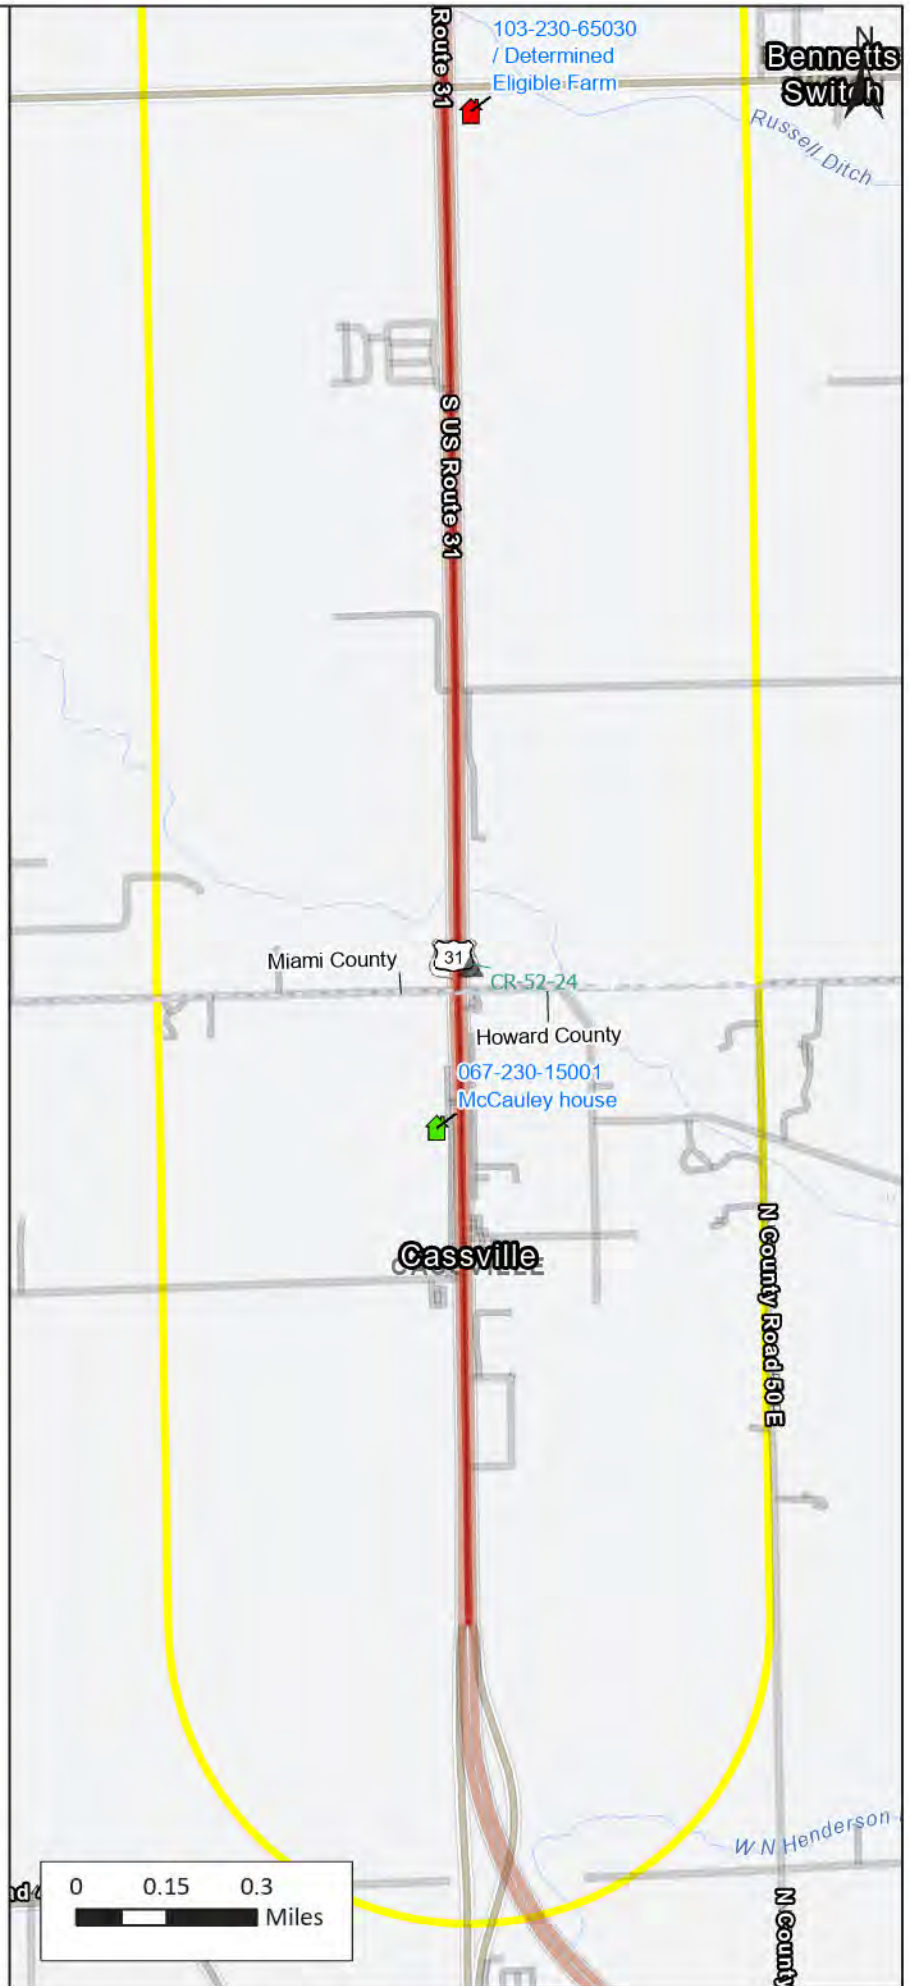 Route 31
103-230-65030
/ Determined
Eligible Farm
N
Bennetts
Switch
Russell Ditch
S US Route 31
31
Miami County
CR-52-24
Howard County
067-230-15001
McCauley house
Cassville
CASSVILLE
N County Road 50 E
W N Henderson
0 0.15 0.3
Miles
N County